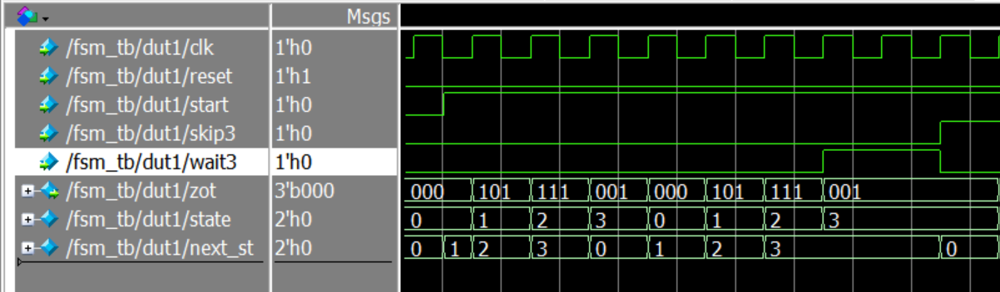 Msgs
/fsm_tb/dut1/clk 1'h0
/fsm_tb/dut1/reset 1'h1
/fsm_tb/dut1/start 1'h0
/fsm_tb/dut1/skip3 1'h0
/fsm_tb/dut1/wait3 1'h0
/fsm_tb/dut1/zot 3'b000 000 101 111 001 000 101 111 001
/fsm_tb/dut1/state 2'h0 0 1 2 3 0 1 2 3
/fsm_tb/dut1/next_st 2'h0 0 1 2 3 0 1 2 3 0